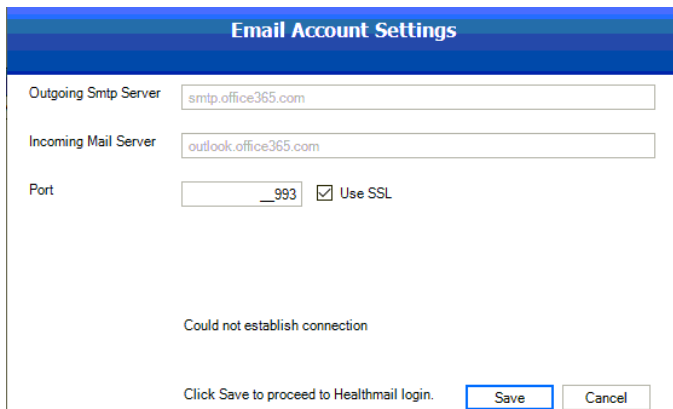 Email Account Settings
Outgoing Smtp Server smtp.office365.com
Incoming Mail Server outlook.office365.com
Port __993 Use SSL
Could not establish connection
Click Save to proceed to Healthmail login. Save Cancel